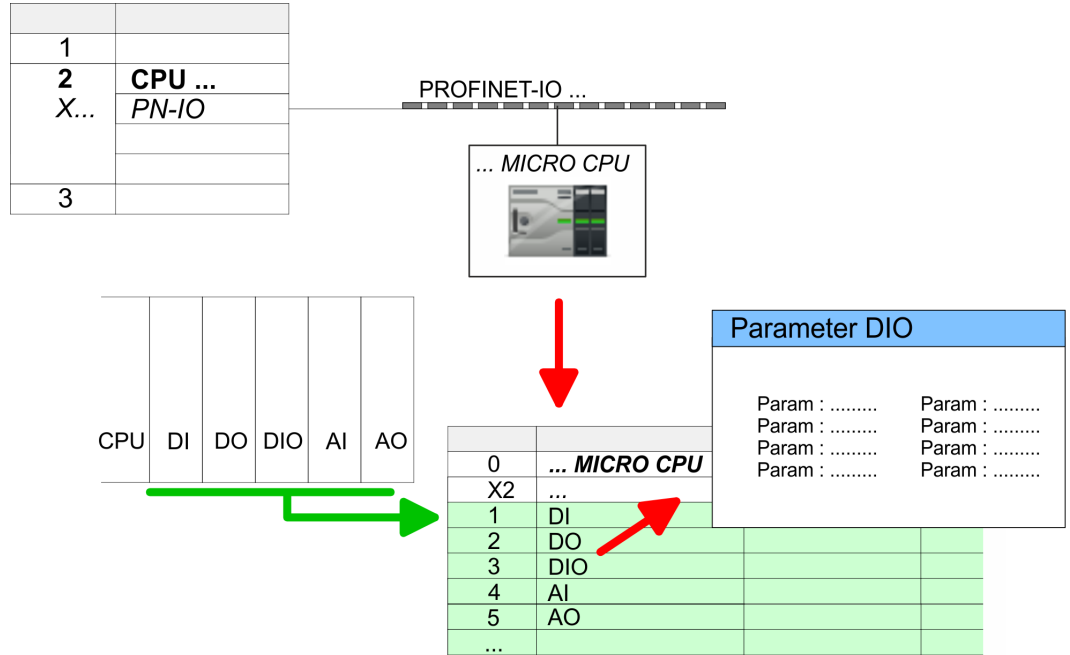 1
2 CPU ...
X... PN-IO
3
PROFINET-IO ...
... MICRO CPU
CPU DI DO DIO AI AO
Parameter DIO
Param : ......... Param : .........
Param : ......... Param : .........
Param : ......... Param : .........
Param : ......... Param : .........
0 ... MICRO CPU
X2 ...
1 DI
2 DO
3 DIO
4 AI
5 AO
...